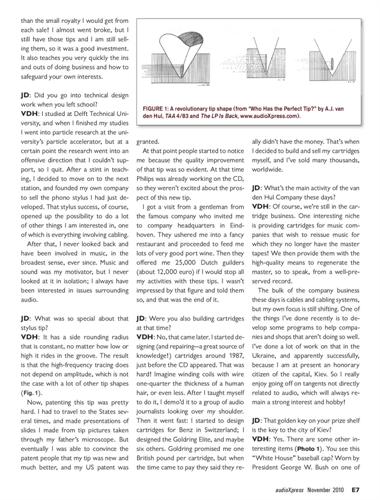 than the small royalty I would get from
each sale? I almost went broke, but I
still have those tips and I am still sell-
ing them, so it was a good investment.
It also teaches you very quickly the ins
and outs of doing business and how to
safeguard your own interests.
JD: Did you go into technical design
work when you left school?
VDH: I studied at Delft Technical Uni-
versity, and when I finished my studies
I went into particle research at the uni-
versity's particle accelerator, but at a
certain point the research went into an
offensive direction that I couldn't sup-
port, so I quit. After a stint in teach-
ing, I decided to move on to the next
station, and founded my own company
to sell the phono stylus I had just de-
veloped. That stylus success, of course,
opened up the possibility to do a lot
of other things I am interested in, one
of which is everything involving cabling.
After that, I never looked back and
have been involved in music, in the
broadest sense, ever since. Music and
sound was my motivator, but I never
looked at it in isolation; I always have
been interested in issues surrounding
audio.
JD: What was so special about that
stylus tip?
VDH: It has a side rounding radius
that is constant, no matter how low or
high it rides in the groove. The result
is that the high-frequency tracing does
not depend on amplitude, which is not
the case with a lot of other tip shapes
(Fig. 1).
Now, patenting this tip was pretty
hard. I had to travel to the States sev-
eral times, and made presentations of
slides I made from tip pictures taken
through my father's microscope. But
eventually I was able to convince the
patent people that my tip was new and
much better, and my US patent was
FIGURE 1: A revolutionary tip shape (from "Who Has the Perfect Tip?" by A.J. van
den Hul, TAA 4/83 and The LP Is Back, www.audioXpress.com).
granted.
At that point people started to notice
me because the quality improvement
of that tip was so evident. At that time
Philips was already working on the CD,
so they weren't excited about the pros-
pect of this new tip.
I got a visit from a gentleman from
the famous company who invited me
to company headquarters in Eind-
hoven. They ushered me into a fancy
restaurant and proceeded to feed me
lots of very good port wine. Then they
offered me 25,000 Dutch guilders
(about 12,000 euro) if I would stop all
my activities with these tips. I wasn't
impressed by that figure and told them
so, and that was the end of it.
JD: Were you also building cartridges
at that time?
VDH: No, that came later. I started de-
signing (and repairing—a great source of
knowledge!) cartridges around 1987,
just before the CD appeared. That was
hard! Imagine winding coils with wire
one-quarter the thickness of a human
hair, or even less. After I taught myself
to do it, I demo'd it to a group of audio
journalists looking over my shoulder.
Then it went fast: I started to design
cartridges for Benz in Switzerland; I
designed the Goldring Elite, and maybe
six others. Goldring promised me one
British pound per cartridge, but when
the time came to pay they said they re-
ally didn't have the money. That's when
I decided to build and sell my cartridges
myself, and I've sold many thousands,
worldwide.
JD: What's the main activity of the van
den Hul Company these days?
VDH: Of course, we're still in the car-
tridge business. One interesting niche
is providing cartridges for music com-
panies that wish to reissue music for
which they no longer have the master
tapes! We then provide them with the
high-quality means to regenerate the
master, so to speak, from a well-pre-
served record.
The bulk of the company business
these days is cables and cabling systems,
but my own focus is still shifting. One of
the things I've done recently is to de-
velop some programs to help compa-
nies and shops that aren't doing so well.
I've done a lot of work on that in the
Ukraine, and apparently successfully,
because I am at present an honorary
citizen of the capital, Kiev. So I really
enjoy going off on tangents not directly
related to audio, which will always re-
main a strong interest and hobby!
JD: That golden key on your prize shelf
is the key to the city of Kiev?
VDH: Yes. There are some other in-
teresting items (Photo 1). You see this
"White House" baseball cap? Worn by
President George W. Bush on one of
audioXpress November 2010 E7